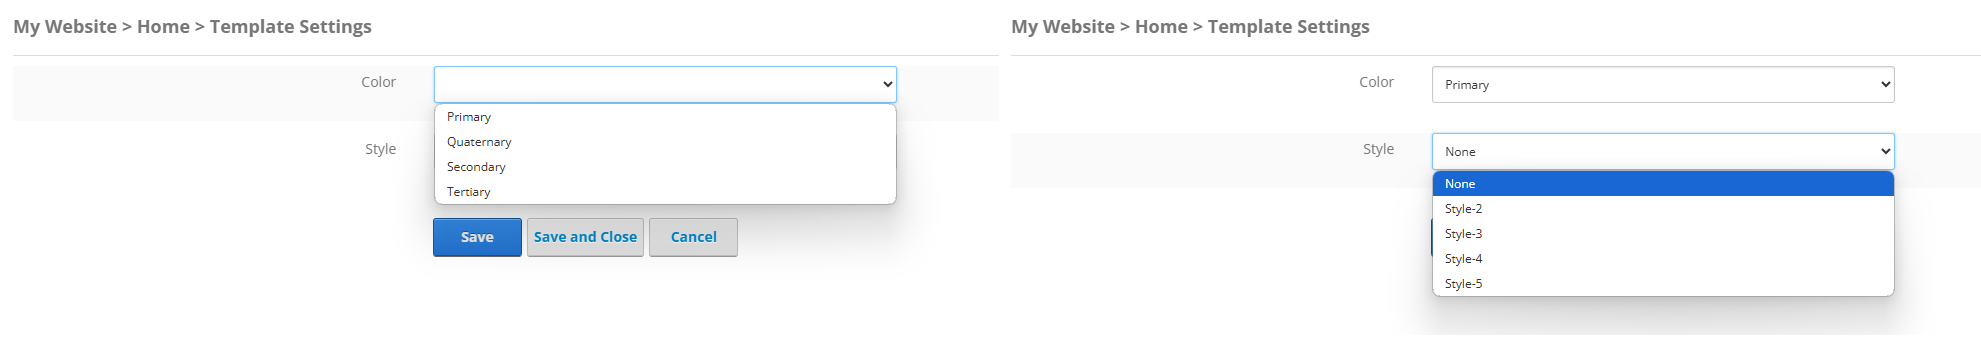 My Website > Home > Template Settings
Color
Primary
Quaternary
Style
Secondary
Tertiary
Save
Save and Close
Cancel
My Website > Home > Template Settings
Color
Primary
Style
None
None
Style-2
Style-3
Style-4
Style-5